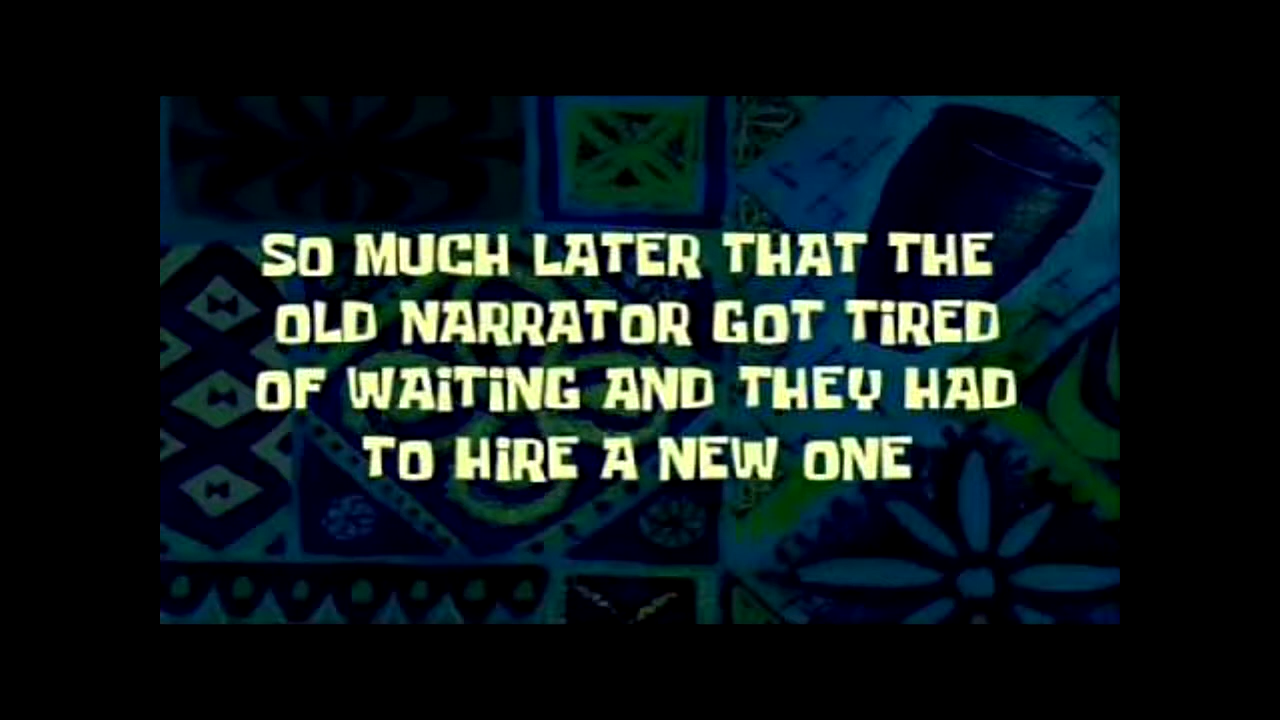 SO MUCH LATER THAT THE
OLD NARRATOR GOT TiRED
OF WAiTiNG AND THEY HAD
TO HiRE A NEW ONE